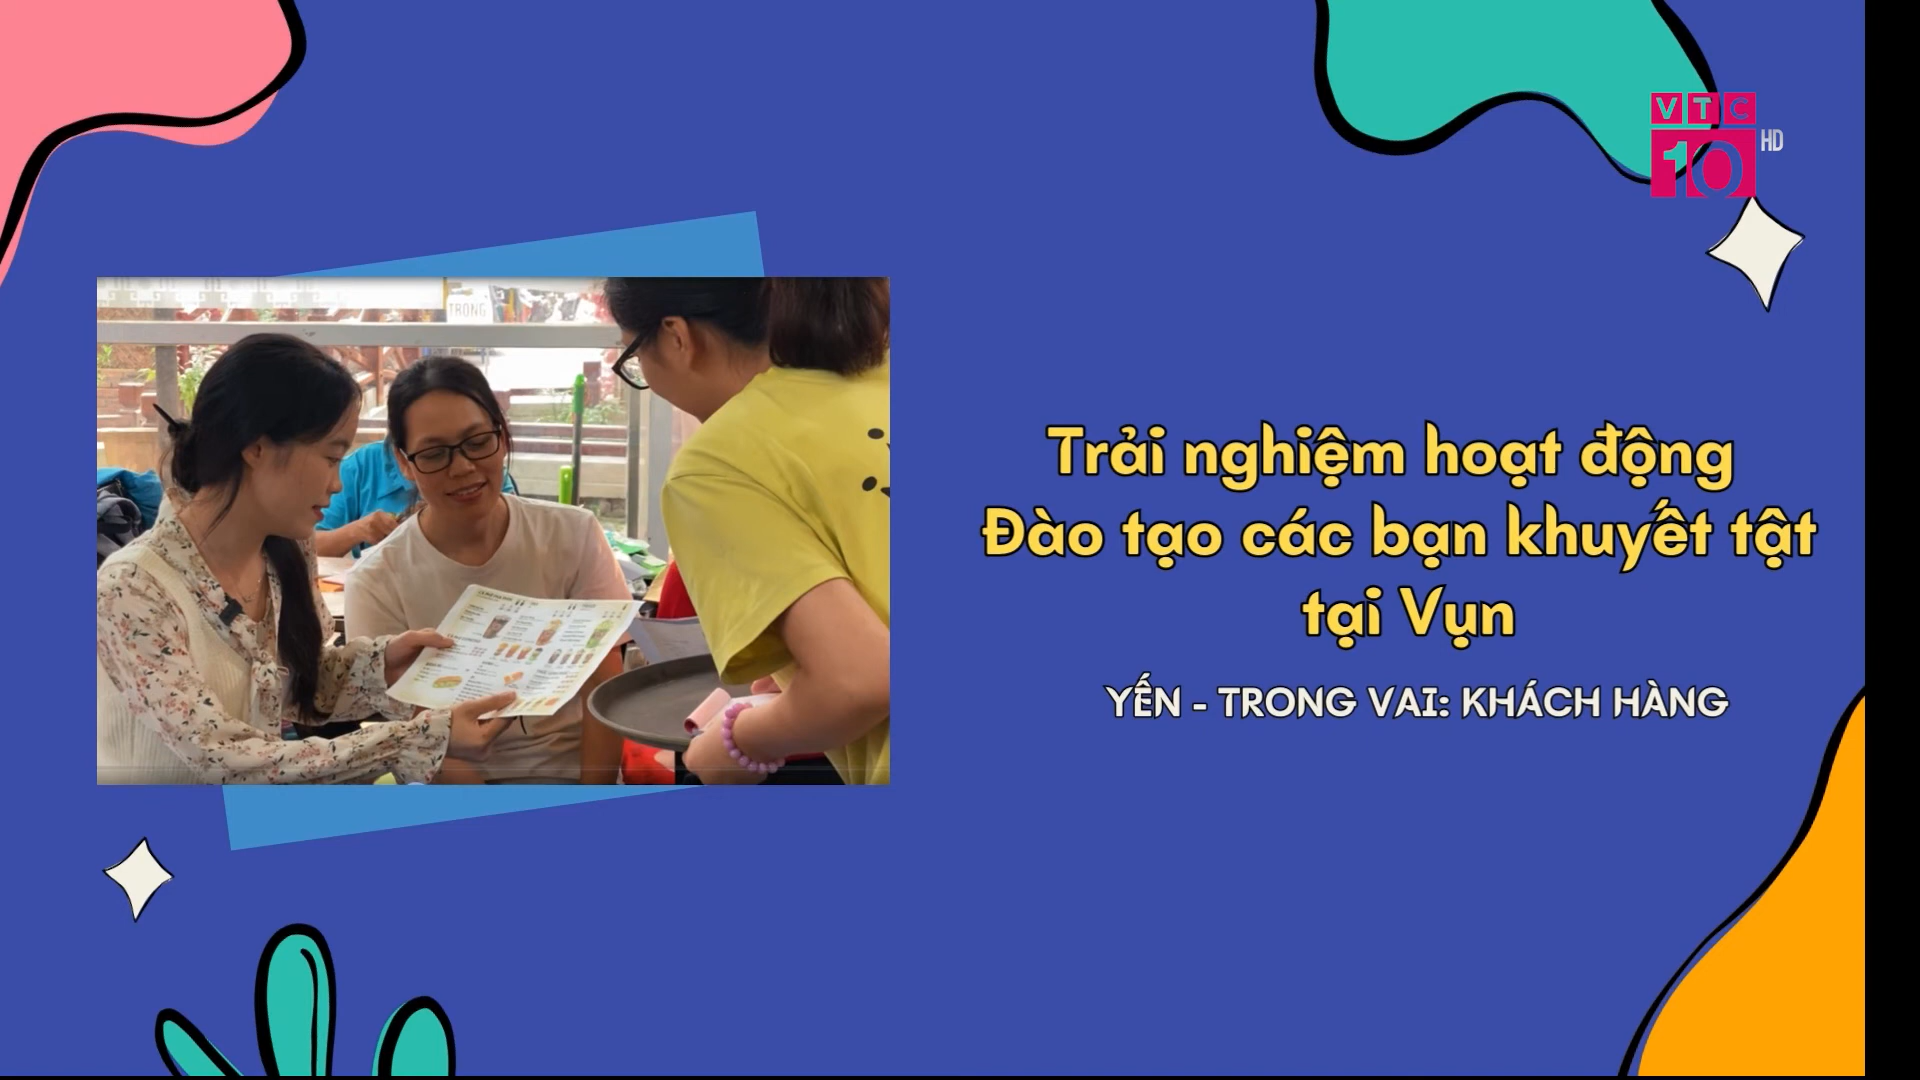 VTC
10 HD
TRONG
Trải nghiệm hoạt động
Đào tạo các bạn khuyết tật
tại Vụn
YẾN - TRONG VAI: KHÁCH HÀNG